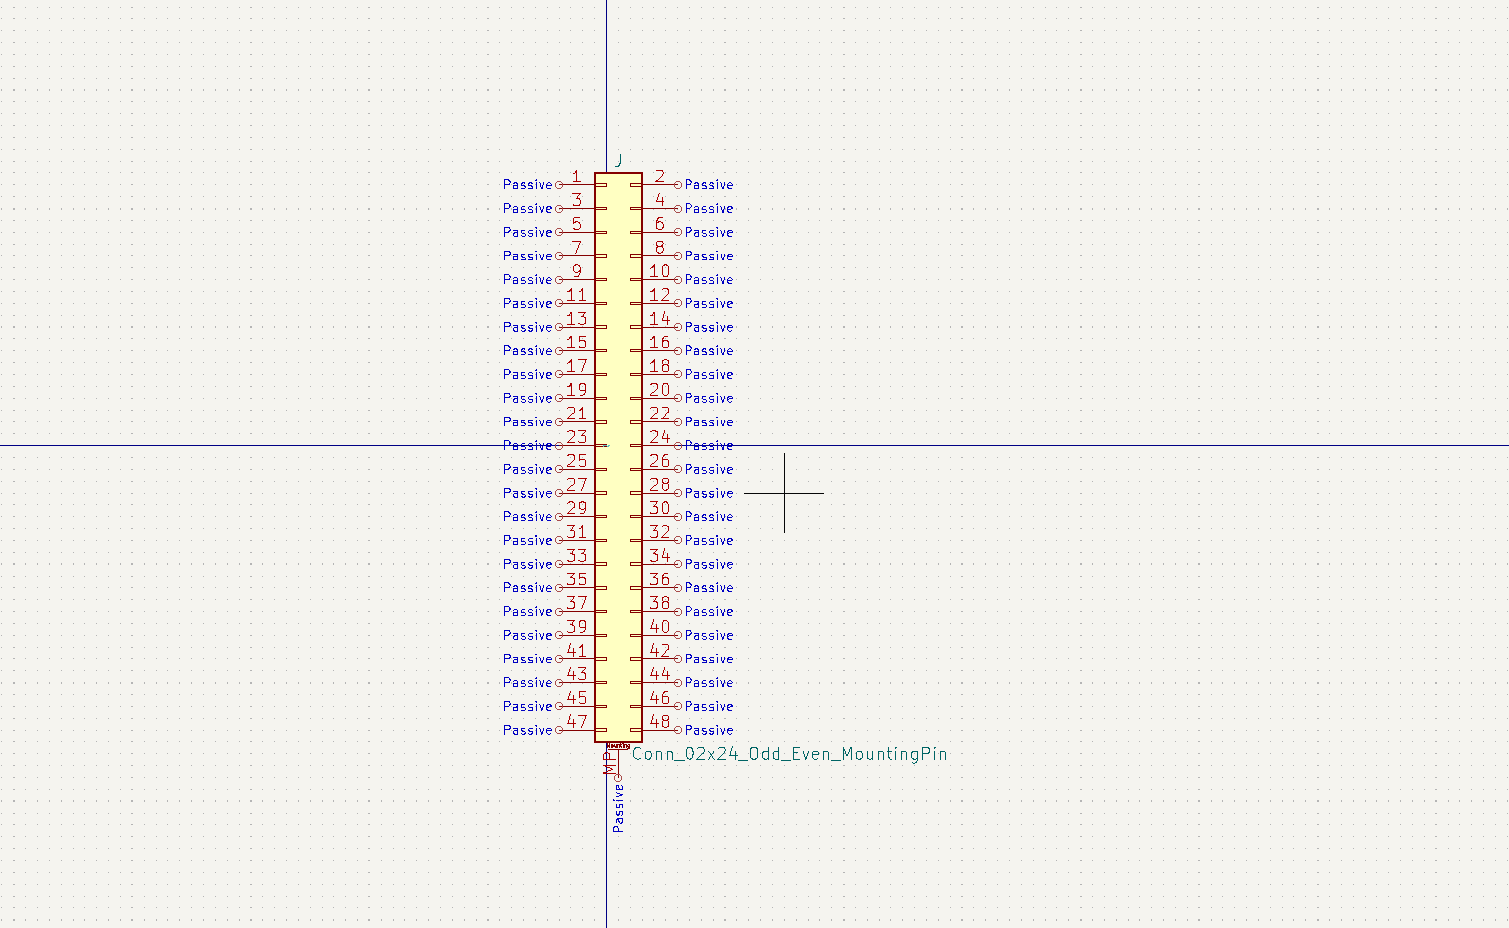 J
Passive 1 2 Passive
Passive 3 4 Passive
Passive 5 6 Passive
Passive 7 8 Passive
Passive 9 10 Passive
Passive 11 12 Passive
Passive 13 14 Passive
Passive 15 16 Passive
Passive 17 18 Passive
Passive 19 20 Passive
Passive 21 22 Passive
Passive 23 24 Passive
Passive 25 26 Passive
Passive 27 28 Passive
Passive 29 30 Passive
Passive 31 32 Passive
Passive 33 34 Passive
Passive 35 36 Passive
Passive 37 38 Passive
Passive 39 40 Passive
Passive 41 42 Passive
Passive 43 44 Passive
Passive 45 46 Passive
Passive 47 48 Passive
Mounting
MP Conn_02x24_Odd_Even_MountingPin
Passive